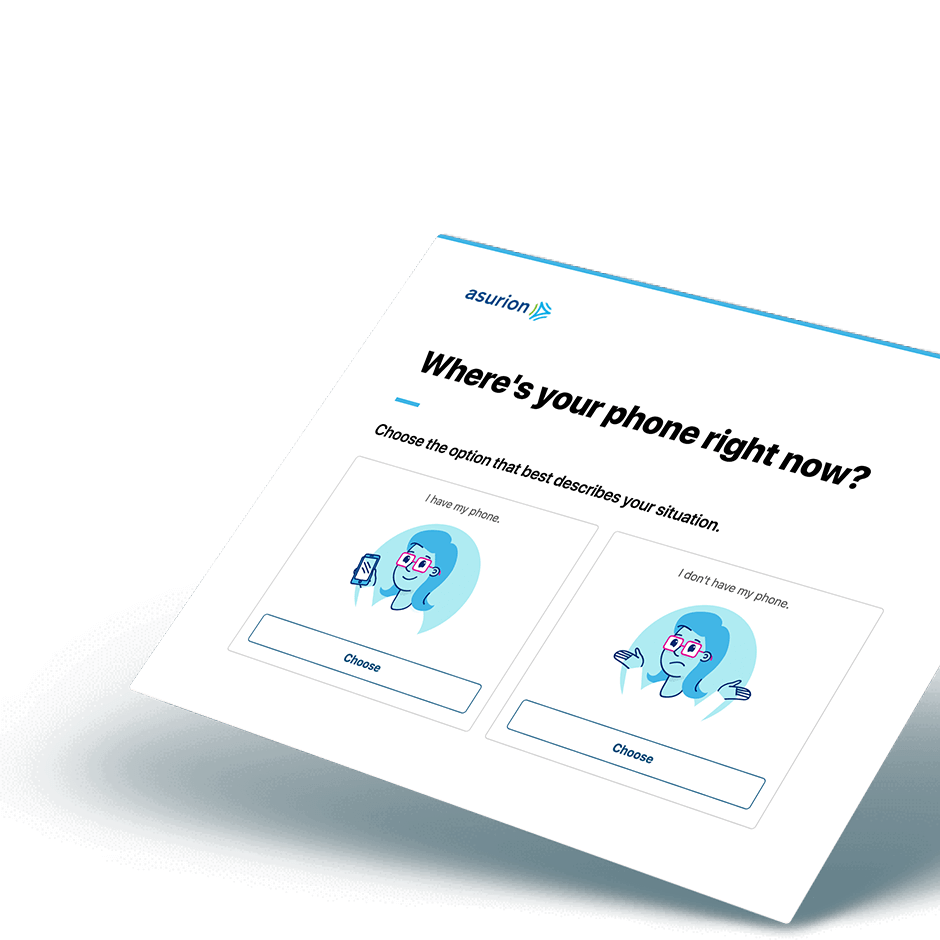 asurion
Where's your phone right now?
Choose the option that best describes your situation.
I have my phone.
Choose
I don't have my phone.
Choose